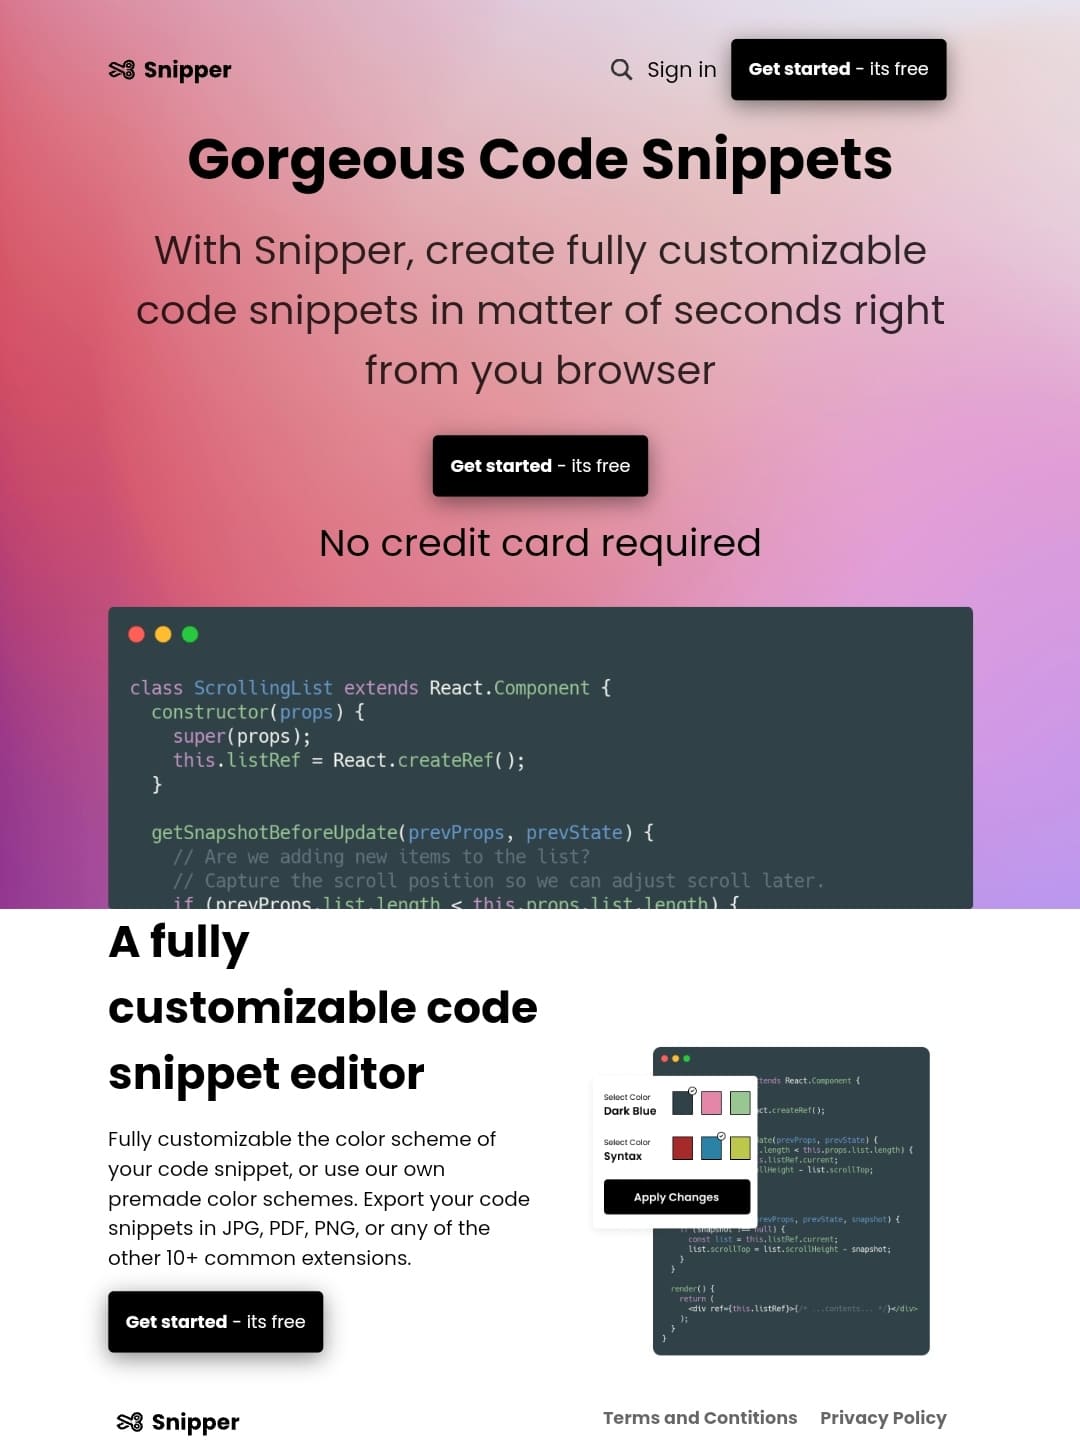 Snipper
Sign in
Get started - its free
Gorgeous Code Snippets
With Snipper, create fully customizable
code snippets in matter of seconds right
from you browser
Get started - its free
No credit card required
class ScrollingList extends React.Component {
constructor(props) {
super(props);
this.listRef = React.createRef();
}
getSnapshotBeforeUpdate(prevProps, prevState) {
// Are we adding new items to the list?
// Capture the scroll position so we can adjust scroll later.
if (prevProps.list.length < this.props.list.length) {
A fully
customizable code
snippet editor
Fully customizable the color scheme of
your code snippet, or use our own
premade color schemes. Export your code
snippets in JPG, PDF, PNG, or any of the
other 10+ common extensions.
Get started - its free
Select Color
Dark Blue
Select Color
Syntax
Apply Changes
tends React.Component {
ct.createRef();
date(prevProps, prevState) {
.length < this.props.list.length) {
s.listRef.current;
llHeight - list.scrollTop;
revProps, prevState, snapshot) {
if (snapshot !== null) {
const list = this.listRef.current;
list.scrollTop = list.scrollHeight - snapshot;
}
}
render() {
return (
<div ref={this.listRef}>{/* ...contents... */}</div>
);
}
}
Snipper
Terms and Contitions
Privacy Policy